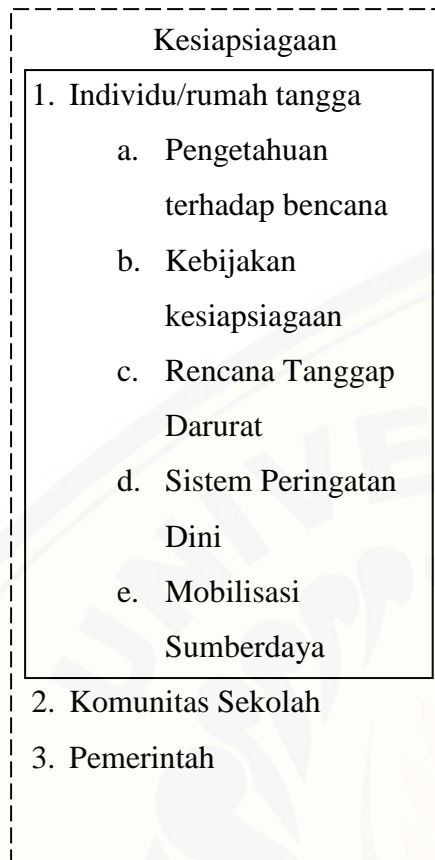 Kesiapsiagaan
1. Individu/rumah tangga
a. Pengetahuan
terhadap bencana
b. Kebijakan
kesiapsiagaan
c. Rencana Tanggap
Darurat
d. Sistem Peringatan
Dini
e. Mobilisasi
Sumberdaya
2. Komunitas Sekolah
3. Pemerintah